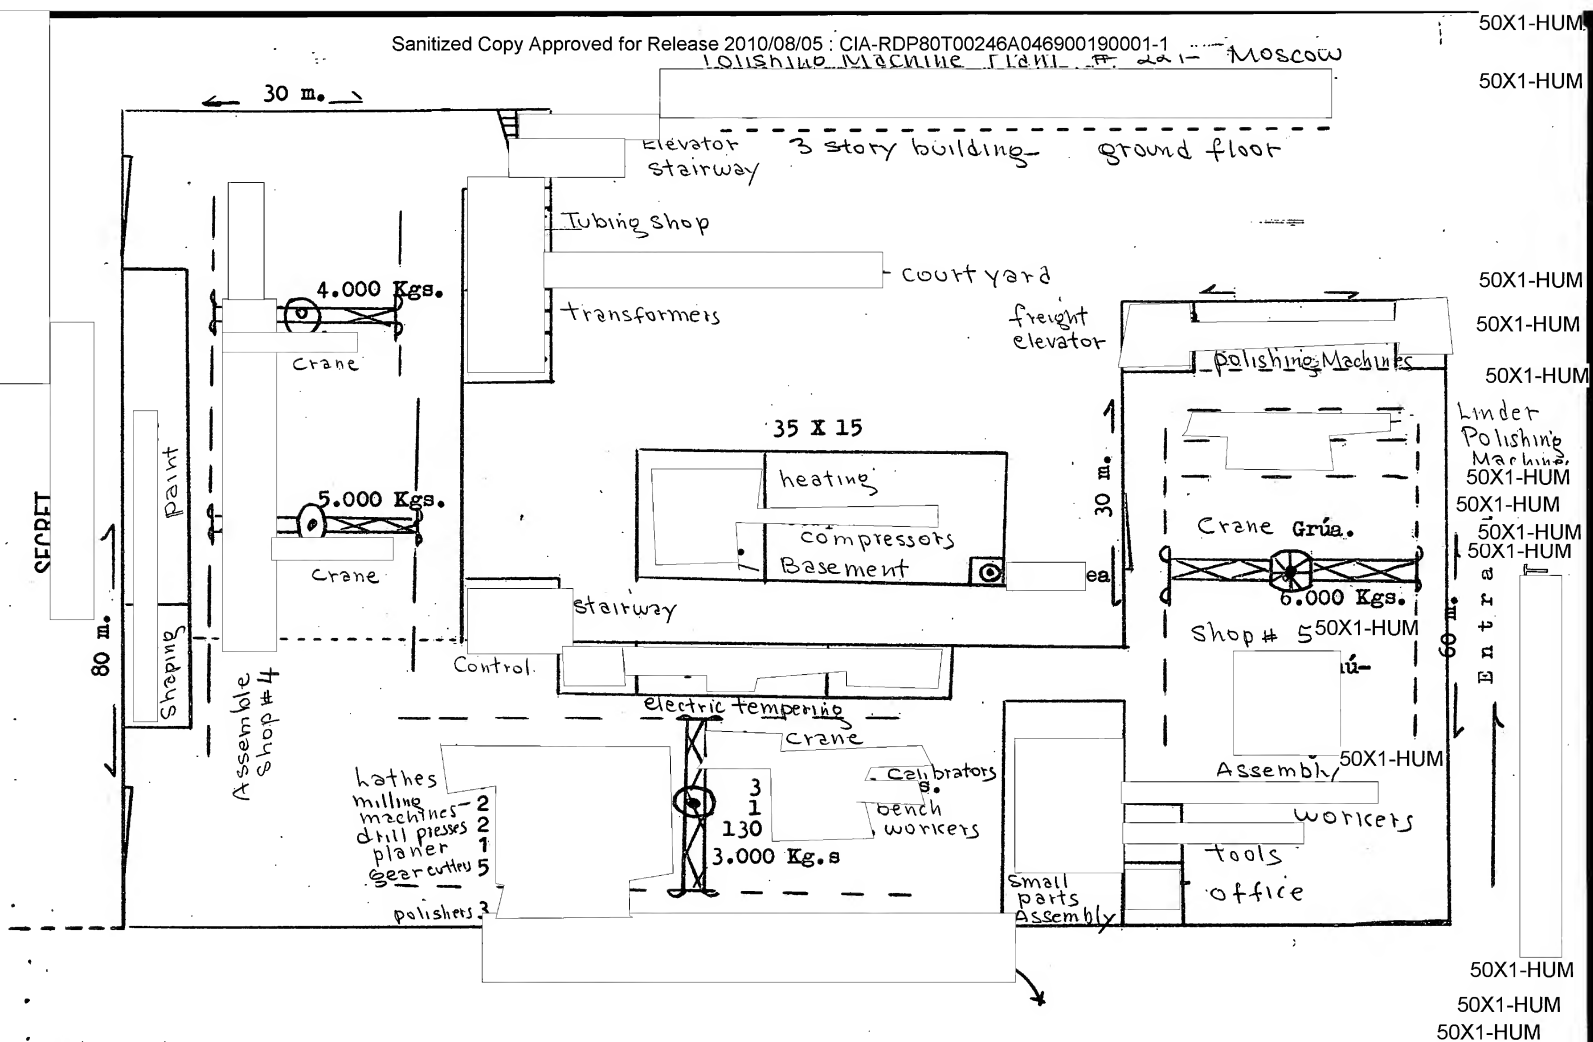 50X1-HUM
Sanitized Copy Approved for Release 2010/08/05 : CIA-RDP80T00246A046900190001-1
Polishing Machine Plant # 221- Moscow
50X1-HUM
30 m.
Elevator
stairway
3 story building- ground floor
Tubing shop
court yard
transformers
4.000 Kgs.
Crane
50X1-HUM
freight
elevator
50X1-HUM
polishing Machines
50X1-HUM
Linder
Polishing
Machine
50X1-HUM
35 X 15
heating
compressors
Basement
ea
30 m.
50X1-HUM
Crane Grúa.
50X1-HUM
50X1-HUM
6.000 Kgs.
Shop # 5
50X1-HUM
ú-
60 m.
Entra
paint
shaping
5.000 Kgs.
Crane
SECRET
80 m.
Assemble
Shop #4
stairway
Control.
electric tempering
Crane
Lathes
milling
machines- 2
drill presses 2
planer 1
gear cutters 5
polishers 3
3
1
130
3.000 Kg.s
calibrators
s.
bench
workers
Assembly
50X1-HUM
workers
tools
office
small
parts
Assembly
50X1-HUM
50X1-HUM
50X1-HUM